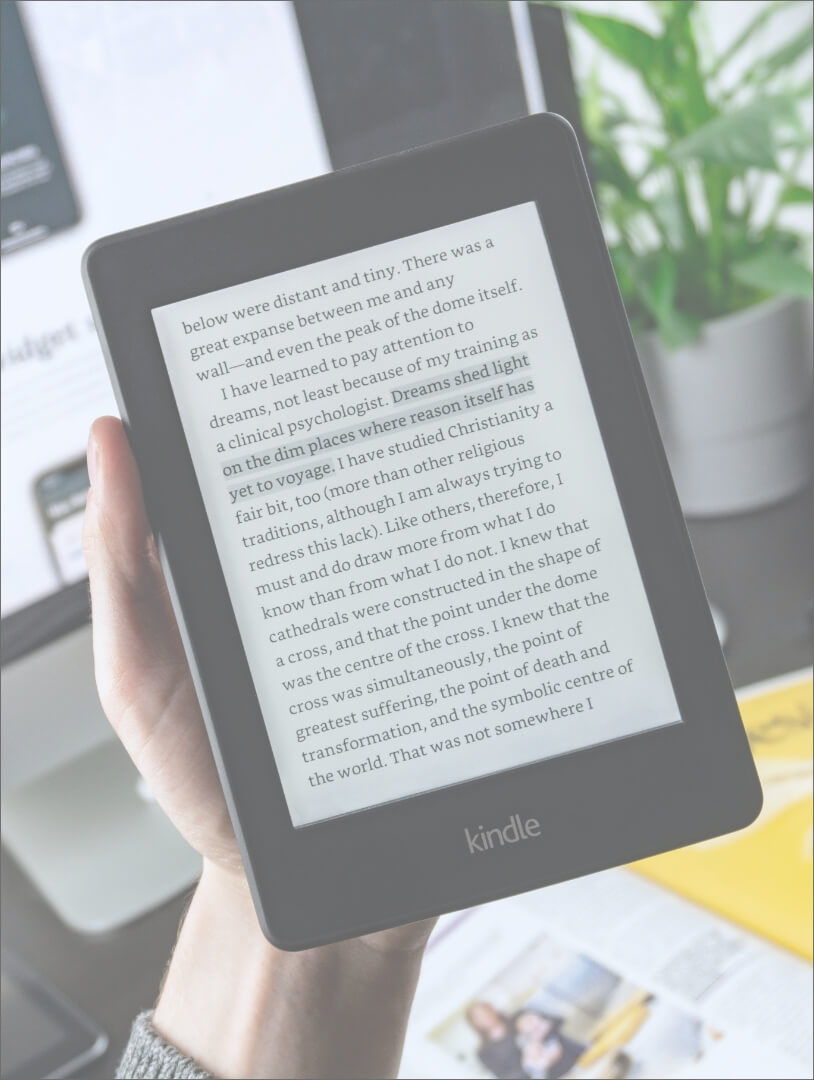 below were distant and tiny. There was a
great expanse between me and any
wall—and even the peak of the dome itself.
I have learned to pay attention to
dreams, not least because of my training as
a clinical psychologist. Dreams shed light
on the dim places where reason itself has
yet to voyage. I have studied Christianity a
fair bit, too (more than other religious
traditions, although I am always trying to
redress this lack). Like others, therefore, I
must and do draw more from what I do
know than from what I do not. I knew that
cathedrals were constructed in the shape of
a cross, and that the point under the dome
was the centre of the cross. I knew that the
cross was simultaneously, the point of
greatest suffering, the point of death and
transformation, and the symbolic centre of
the world. That was not somewhere I
kindle